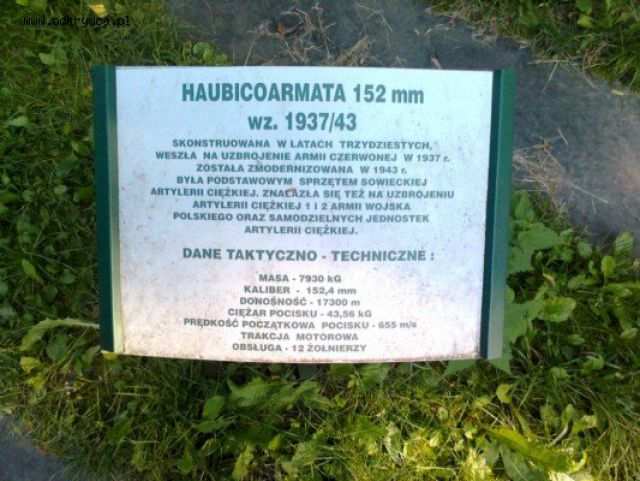 www.odkrywca.pl
HAUBICOARMATA 152 mm
wz. 1937/43
SKONSTRUOWANA W LATACH TRZYDZIESTYCH,
WESZŁA NA UZBROJENIE ARMII CZERWONEJ W 1937 r.
ZOSTAŁA ZMODERNIZOWANA W 1943 r.
BYŁA PODSTAWOWYM SPRZĘTEM SOWIECKIEJ
ARTYLERII CIĘŻKIEJ. ZNALAZŁA SIĘ TEŻ NA UZBROJENIU
ARTYLERII CIĘŻKIEJ 1 i 2 ARMII WOJSKA
POLSKIEGO ORAZ SAMODZIELNYCH JEDNOSTEK
ARTYLERII CIĘŻKIEJ.
DANE TAKTYCZNO - TECHNICZNE :
MASA - 7930 kG
KALIBER - 152,4 mm
DONOŚNOŚĆ - 17300 m
CIĘŻAR POCISKU - 43,56 kG
PRĘDKOŚĆ POCZĄTKOWA POCISKU - 655 m/s
TRAKCJA MOTOROWA
OBSŁUGA - 12 ŻOŁNIERZY